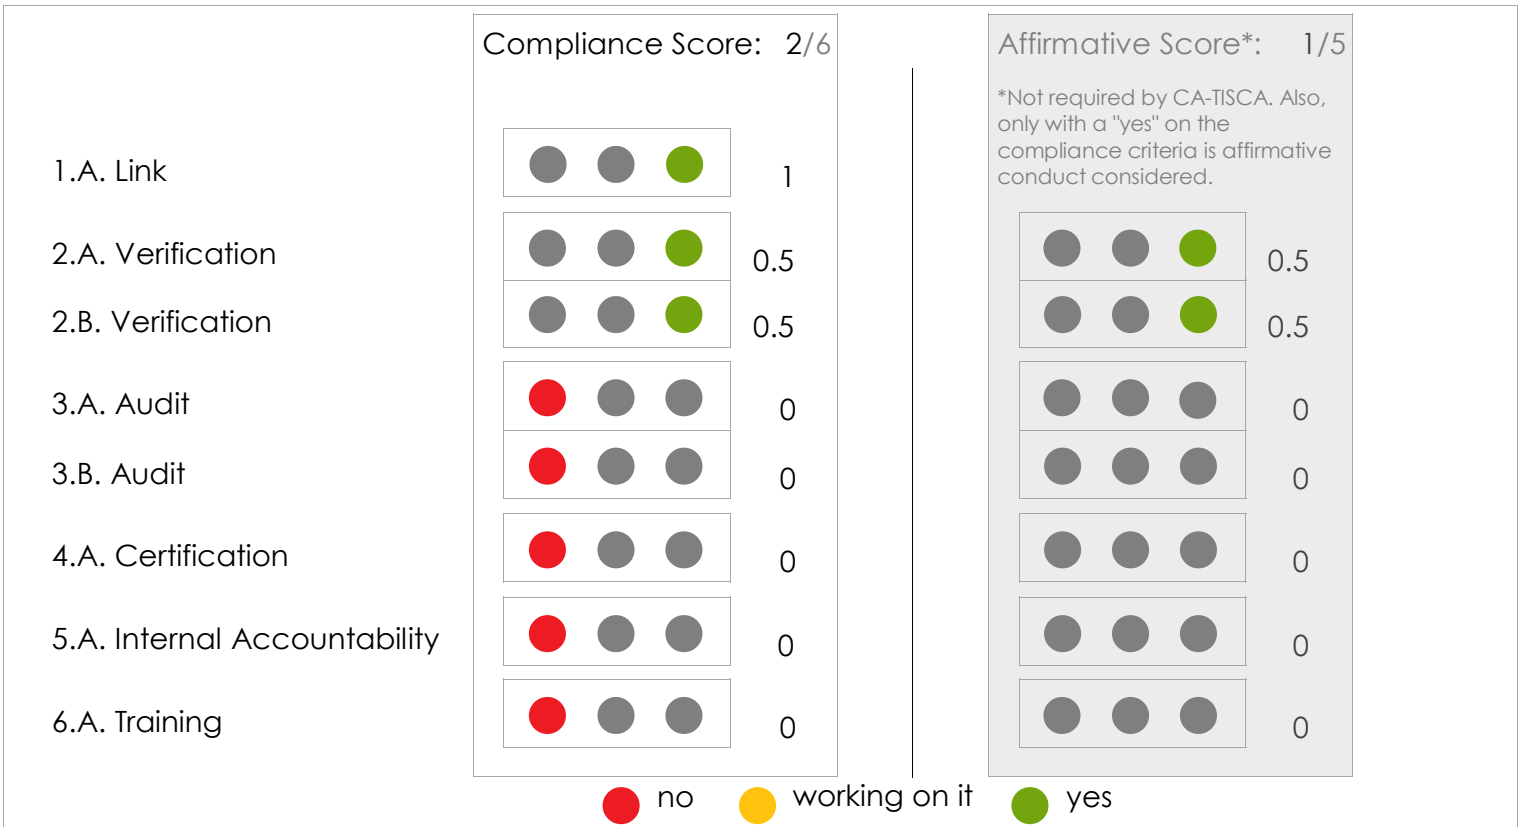 Compliance Score: 2/6
Affirmative Score*: 1/5
*Not required by CA-TISCA. Also,
only with a "yes" on the
compliance criteria is affirmative
conduct considered.
1.A. Link 1
2.A. Verification 0.5 0.5
2.B. Verification 0.5 0.5
3.A. Audit 0 0
3.B. Audit 0 0
4.A. Certification 0 0
5.A. Internal Accountability 0 0
6.A. Training 0 0
no working on it yes